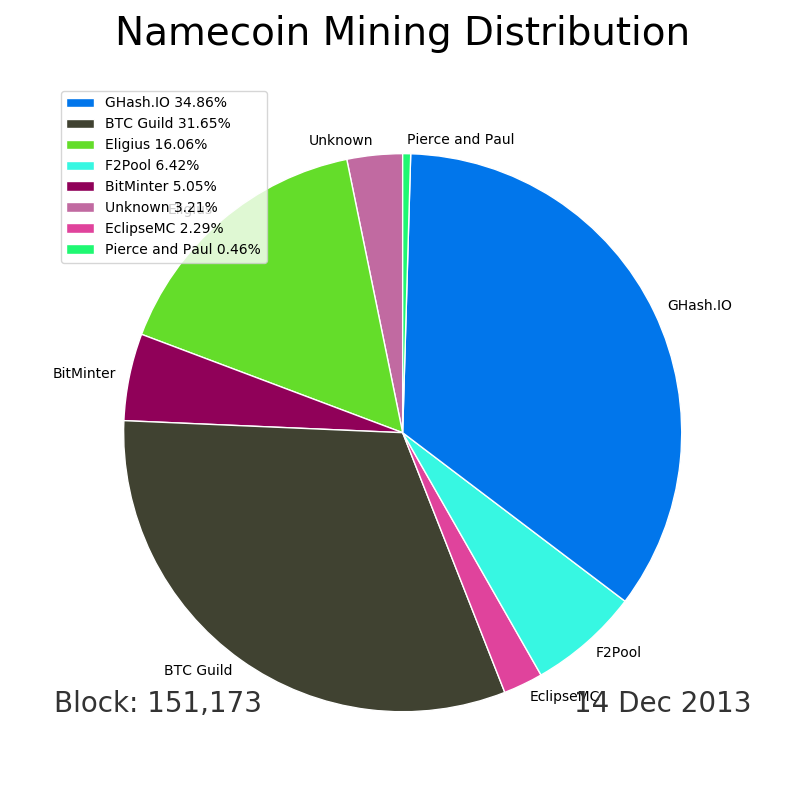 Namecoin Mining Distribution
GHash.IO 34.86%
BTC Guild 31.65%
Eligius 16.06%
F2Pool 6.42%
BitMinter 5.05%
Unknown 3.21%
EclipseMC 2.29%
Pierce and Paul 0.46%
Unknown
Pierce and Paul
Eligius
GHash.IO
BitMinter
F2Pool
BTC Guild
EclipseMC
Block: 151,173
14 Dec 2013